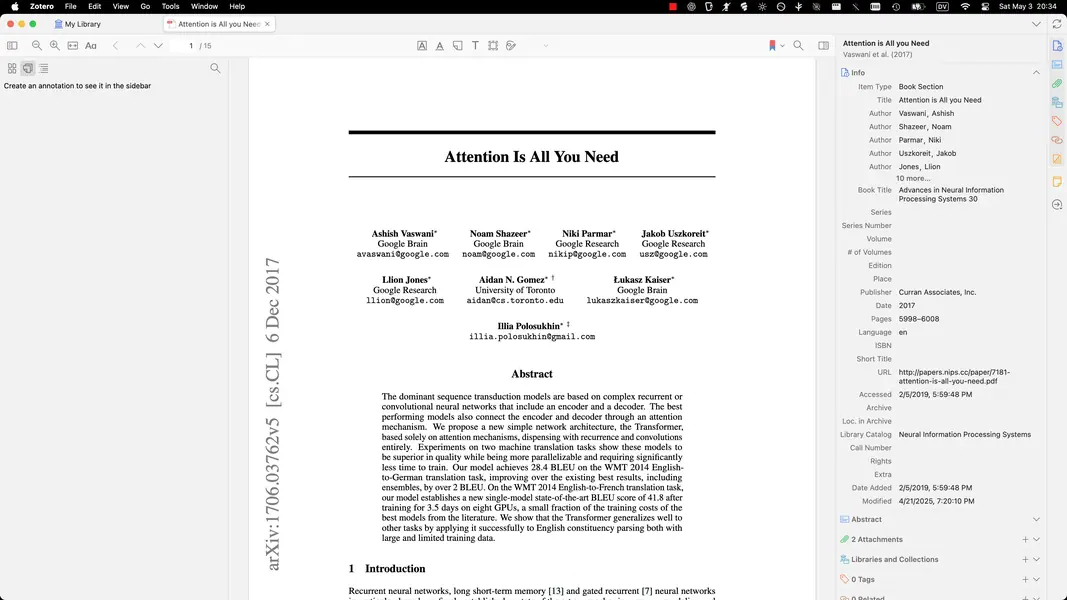 Zotero File Edit View Go Tools Window Help
DV
Sat May 3 20:34
My Library
Attention is All you Nee
1 / 15
Create an annotation to see it in the sidebar
arXiv:1706.03762v5 [cs.CL] 6 Dec 2017
Attention Is All You Need
Ashish Vaswani* Noam Shazeer* Niki Parmar* Jakob Uszkoreit*
Google Brain Google Brain Google Research Google Research
avaswani@google.com noam@google.com nikip@google.com usz@google.com
Llion Jones* Aidan N. Gomez* † Łukasz Kaiser*
Google Research University of Toronto Google Brain
llion@google.com aidan@cs.toronto.edu lukaszkaiser@google.com
Illia Polosukhin* ‡
illia.polosukhin@gmail.com
Abstract
The dominant sequence transduction models are based on complex recurrent or
convolutional neural networks that include an encoder and a decoder. The best
performing models also connect the encoder and decoder through an attention
mechanism. We propose a new simple network architecture, the Transformer,
based solely on attention mechanisms, dispensing with recurrence and convolutions
entirely. Experiments on two machine translation tasks show these models to
be superior in quality while being more parallelizable and requiring significantly
less time to train. Our model achieves 28.4 BLEU on the WMT 2014 English-
to-German translation task, improving over the existing best results, including
ensembles, by over 2 BLEU. On the WMT 2014 English-to-French translation task,
our model establishes a new single-model state-of-the-art BLEU score of 41.8 after
training for 3.5 days on eight GPUs, a small fraction of the training costs of the
best models from the literature. We show that the Transformer generalizes well to
other tasks by applying it successfully to English constituency parsing both with
large and limited training data.
1 Introduction
Recurrent neural networks, long short-term memory [13] and gated recurrent [7] neural networks
Attention is All you Need
Vaswani et al. (2017)
Info
Item Type Book Section
Title Attention is All you Need
Author Vaswani, Ashish
Author Shazeer, Noam
Author Parmar, Niki
Author Uszkoreit, Jakob
Author Jones, Llion
10 more...
Book Title Advances in Neural Information
Processing Systems 30
Series
Series Number
Volume
# of Volumes
Edition
Place
Publisher Curran Associates, Inc.
Date 2017
Pages 5998–6008
Language en
ISBN
Short Title
URL http://papers.nips.cc/paper/7181-
attention-is-all-you-need.pdf
Accessed 2/5/2019, 5:59:48 PM
Archive
Loc. in Archive
Library Catalog Neural Information Processing Systems
Call Number
Rights
Extra
Date Added 2/5/2019, 5:59:48 PM
Modified 4/21/2025, 7:20:10 PM
Abstract
2 Attachments
Libraries and Collections
0 Tags
0 Related